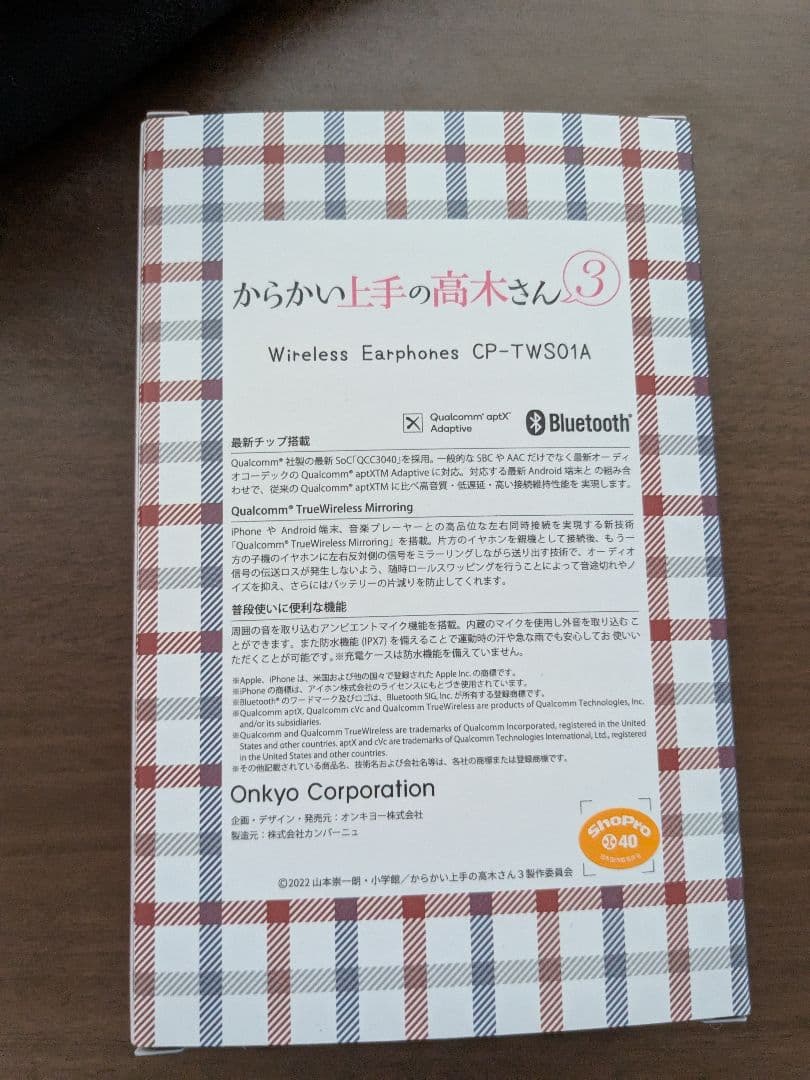 からかい上手の高木さん3
Wireless Earphones CP-TWS01A
Qualcomm® aptX™
Adaptive
Bluetooth®
最新チップ搭載
Qualcomm® 社製の最新 SoC「QCC3040」を採用。一般的な SBC や AAC だけでなく最新オーディ
オコーデックの Qualcomm® aptXTM Adaptive に対応。対応する最新 Android 端末と の組み合
わせで、従来の Qualcomm® aptXTM に比べ高音質・低遅延・高い接続維持性能を 実現します。
Qualcomm® TrueWireless Mirroring
iPhone や Android 端末、音楽プレーヤーとの高品位な左右同時接続を実現する新技術
「Qualcomm® TrueWireless Mirroring」を搭載。片方のイヤホンを親機として接続後、もう一
方の子機のイヤホンに左右反対側の信号をミラーリングしながら送り出す技術で、オーディオ
信号の伝送ロスが発生しないよう、随時ロールスワッピングを行うことによって音途切れやノ
イズを抑え、さらにはバッテリーの片減りを防止してくれます。
普段使いに便利な機能
周囲の音を取り込むアンビエントマイク機能を搭載。内蔵のマイクを使用し外音を取り込むこ
とができます。また防水機能 (IPX7) を備えることで運動時の汗や急な雨でも安心してお 使いい
ただくことが可能です。※充電ケースは防水機能を備えていません。
※Apple、iPhone は、米国および他の国々で登録された Apple Inc. の商標です。
※iPhone の商標は、アイホン株式会社のライセンスにもとづき使用されています。
※Bluetooth® のワードマーク及びロゴは、Bluetooth SIG, Inc. が所有する登録商標です。
※Qualcomm aptX, Qualcomm cVc and Qualcomm TrueWireless are products of Qualcomm Technologies, Inc.
and/or its subsidiaries.
※Qualcomm and Qualcomm TrueWireless are trademarks of Qualcomm Incorporated, registered in the United
States and other countries. aptX and cVc are trademarks of Qualcomm Technologies International, Ltd., registered
in the United States and other countries.
※その他記載されている商品名、技術名および会社名等は、各社の商標または登録商標です。
Onkyo Corporation
企画・デザイン・発売元：オンキヨー株式会社
製造元：株式会社カンパーニュ
ShoPro
40
©2022 山本崇一朗・小学館／からかい上手の高木さん３製作委員会